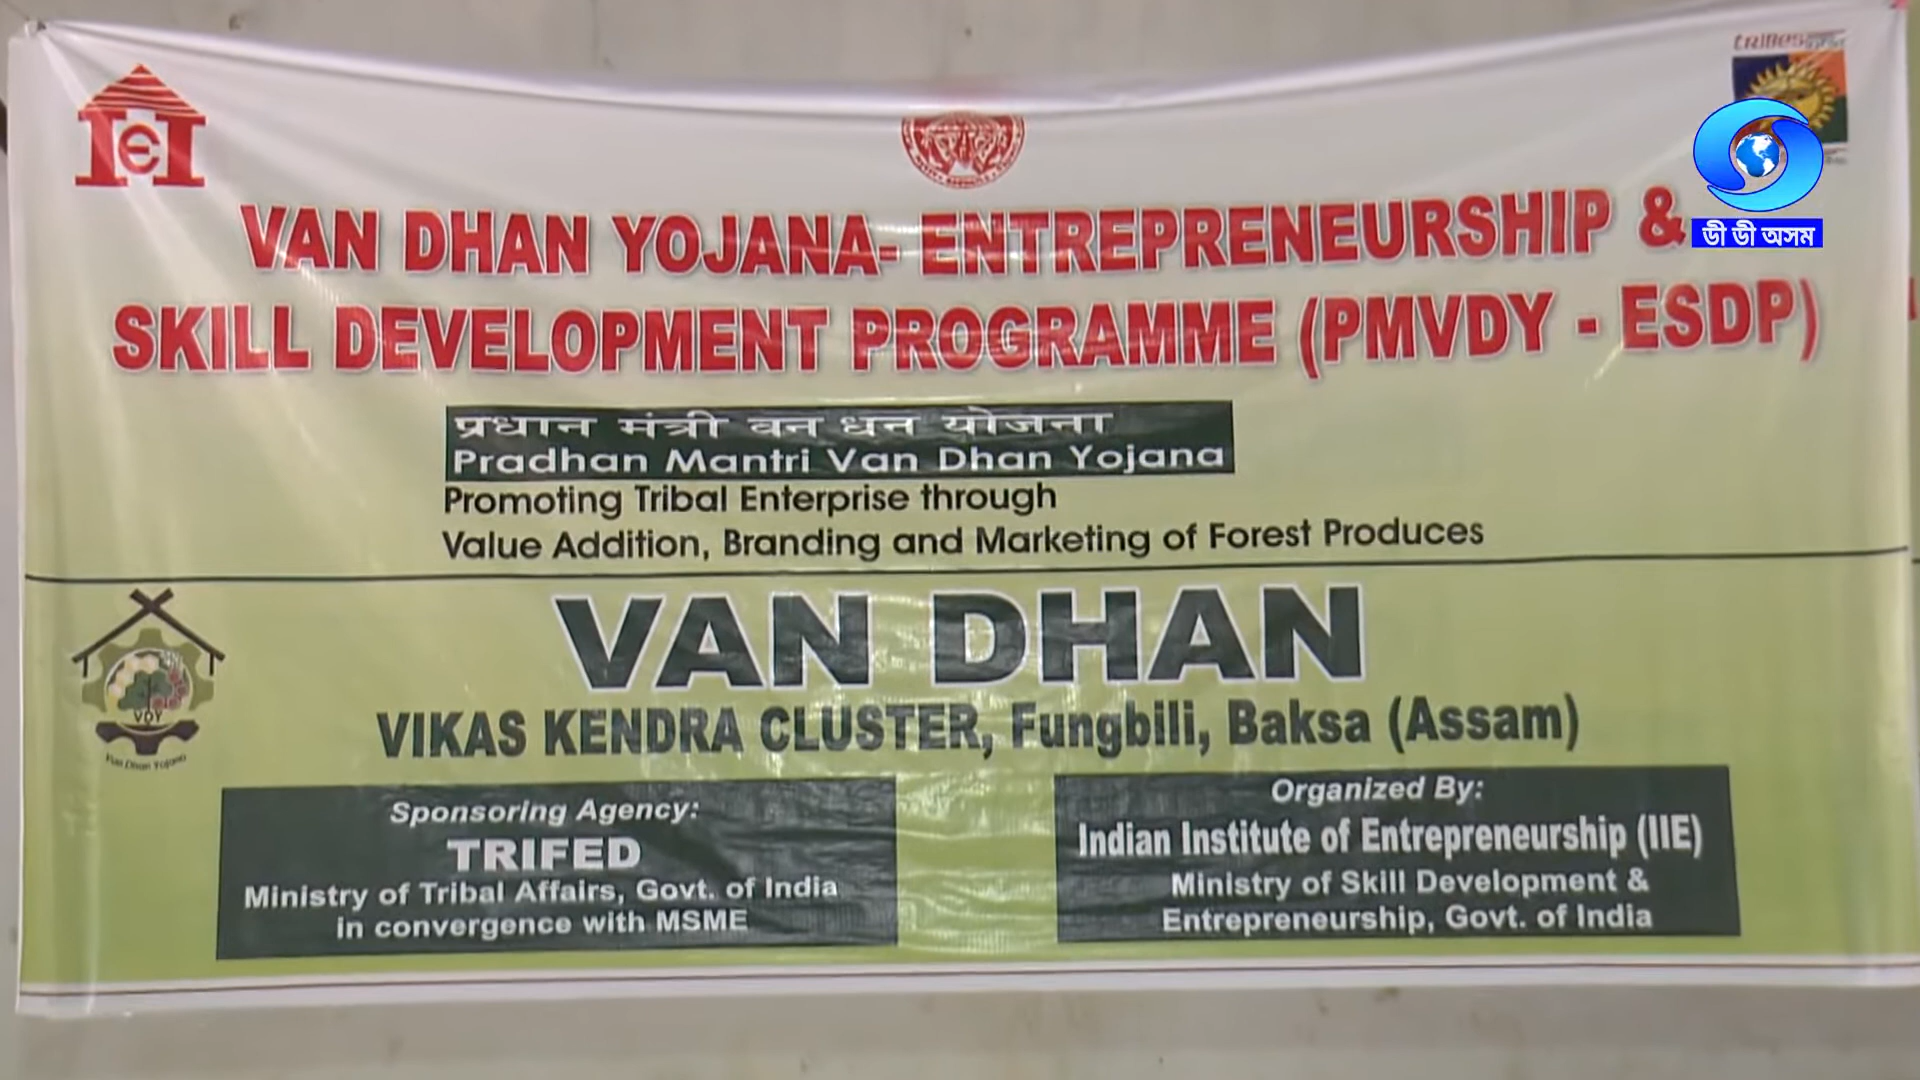 IIE
TRIBES
ডী ডী অসম
VAN DHAN YOJANA- ENTREPRENEURSHIP &
SKILL DEVELOPMENT PROGRAMME (PMVDY - ESDP)
प्रधान मंत्री वन धन योजना
Pradhan Mantri Van Dhan Yojana
Promoting Tribal Enterprise through
Value Addition, Branding and Marketing of Forest Produces
VAN DHAN
VIKAS KENDRA CLUSTER, Fungbili, Baksa (Assam)
VDY
Van Dhan Yojana
Sponsoring Agency:
TRIFED
Ministry of Tribal Affairs, Govt. of India
in convergence with MSME
Organized By:
Indian Institute of Entrepreneurship (IIE)
Ministry of Skill Development &
Entrepreneurship, Govt. of India